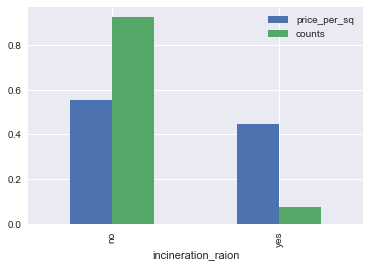 price_per_sq
counts
0.8
0.6
0.4
0.2
0.0
no
yes
incineration_raion